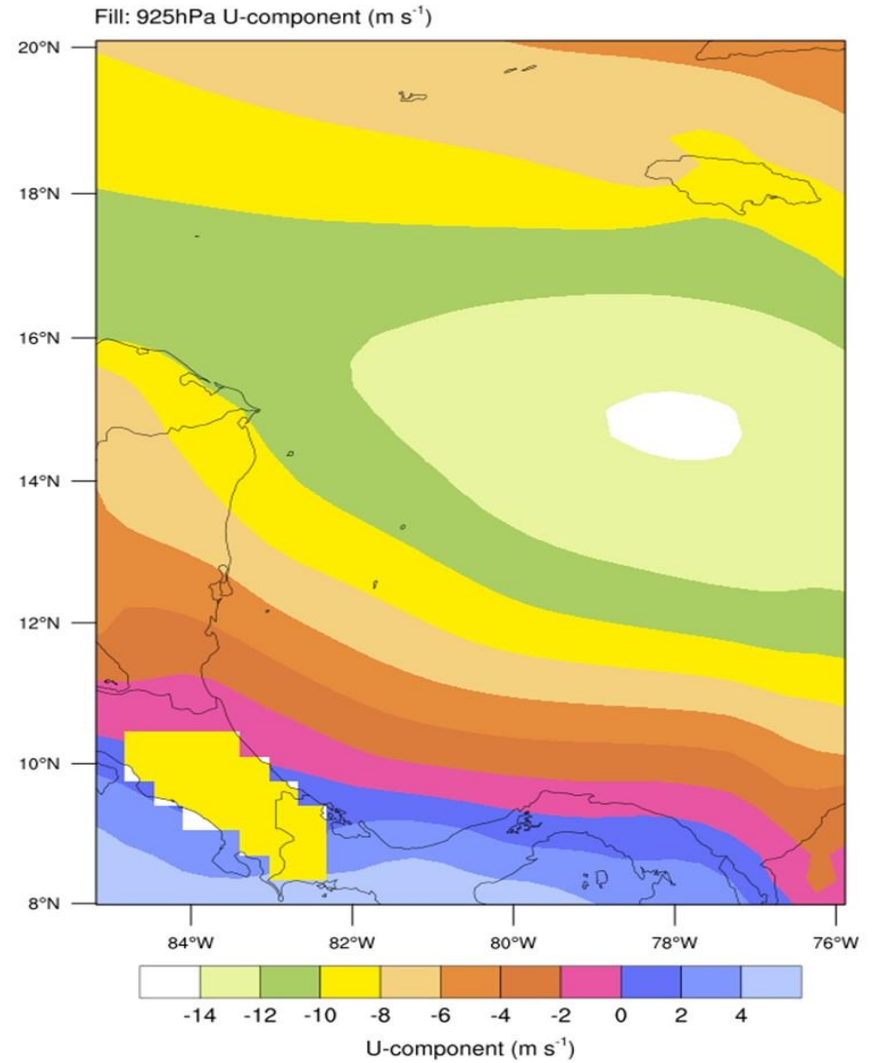 Fill: 925hPa U-component (m s-1)
20°N
18°N
16°N
14°N
12°N
10°N
8°N
84°W 82°W 80°W 78°W 76°W
-14 -12 -10 -8 -6 -4 -2 0 2 4
U-component (m s-1)